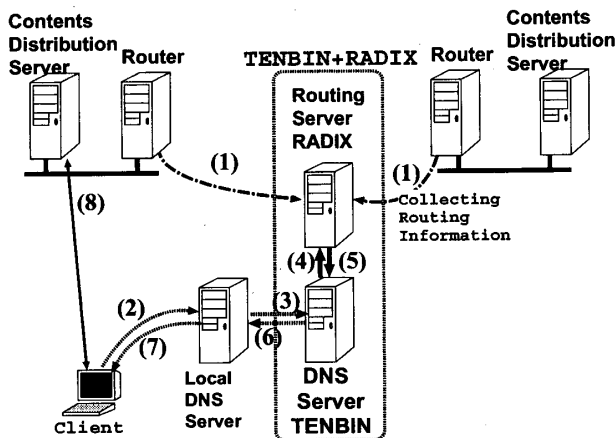 Contents
Distribution
Server
Router
TENBIN+RADIX
Router
Contents
Distribution
Server
Routing
Server
RADIX
(1)
(1)
Collecting
Routing
Information
(8)
(4)
(5)
(2)
(3)
(7)
(6)
Client
Local
DNS
Server
DNS
Server
TENBIN